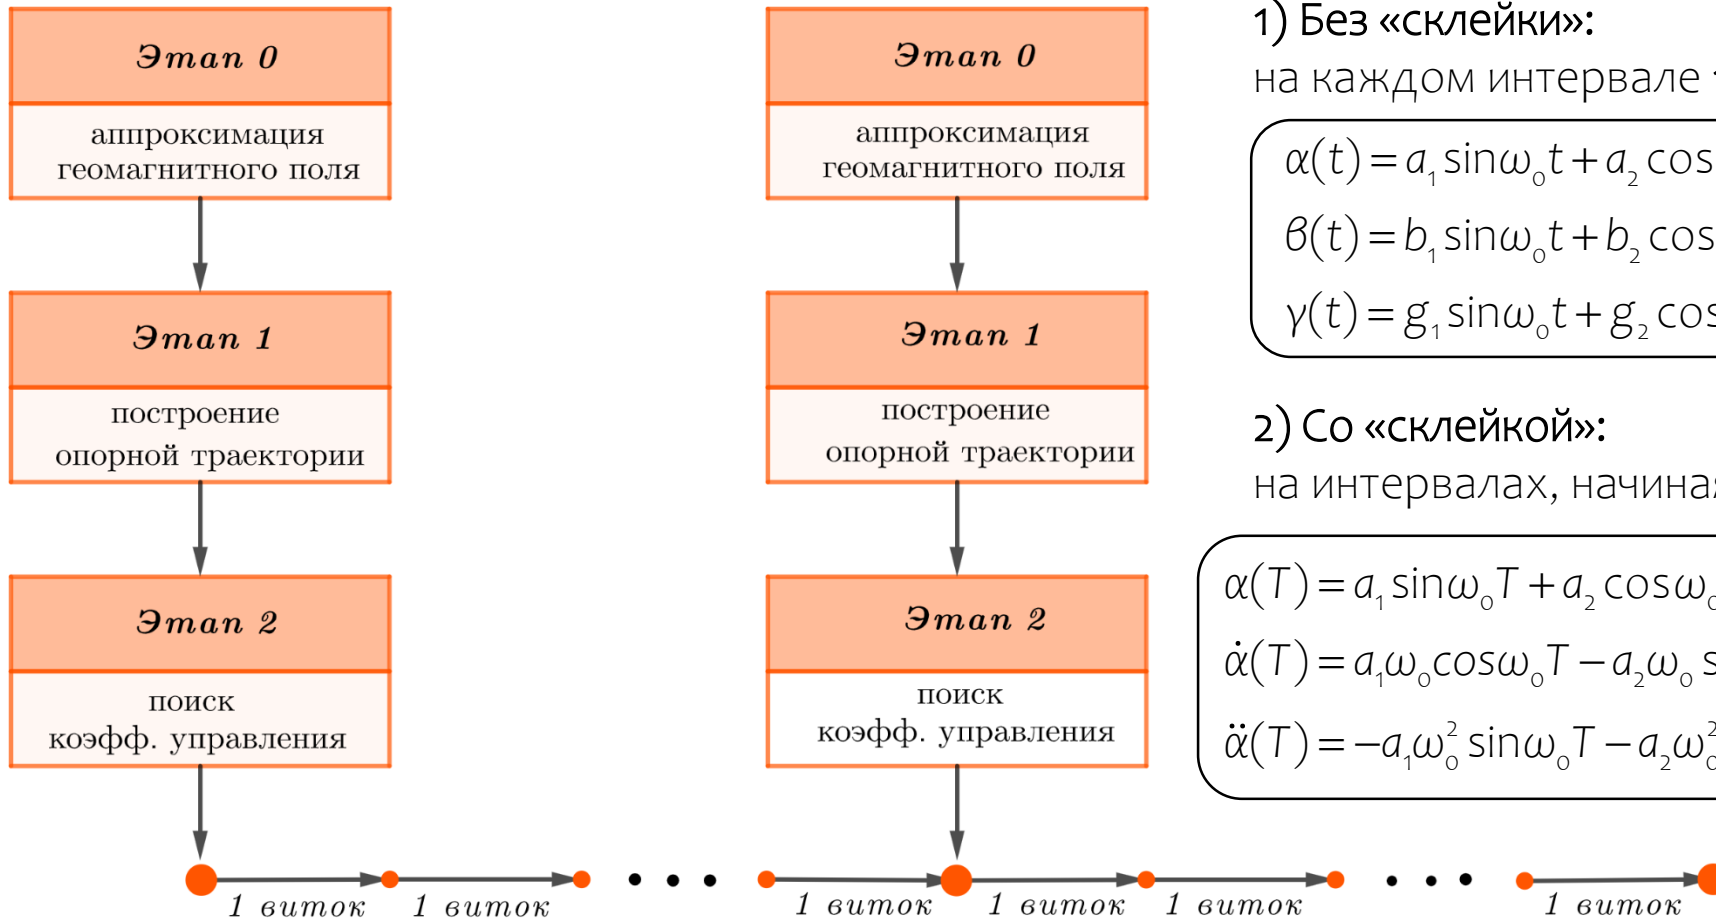 Этап 0
аппроксимация
геомагнитного поля
Этап 1
построение
опорной траектории
Этап 2
поиск
коэфф. управления
Этап 0
аппроксимация
геомагнитного поля
Этап 1
построение
опорной траектории
Этап 2
поиск
коэфф. управления
1) Без «склейки»:
на каждом интервале
α(t) = a₁ sinω₀t + a₂ cos
β(t) = b₁ sinω₀t + b₂ cos
γ(t) = g₁ sinω₀t + g₂ cos
2) Со «склейкой»:
на интервалах, начиная
α(T) = a₁ sinω₀T + a₂ cosω₀
α̇(T) = a₁ω₀cosω₀T − a₂ω₀ s
α̈(T) = −a₁ω₀² sinω₀T − a₂ω₀²
1 виток 1 виток • • • 1 виток 1 виток 1 виток • • • 1 виток